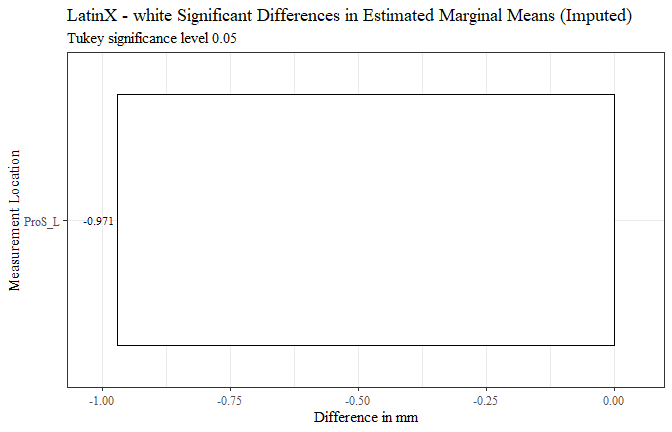 LatinX - white Significant Differences in Estimated Marginal Means (Imputed)
Tukey significance level 0.05
Measurement Location
ProS_L
-0.971
-1.00 -0.75 -0.50 -0.25 0.00
Difference in mm